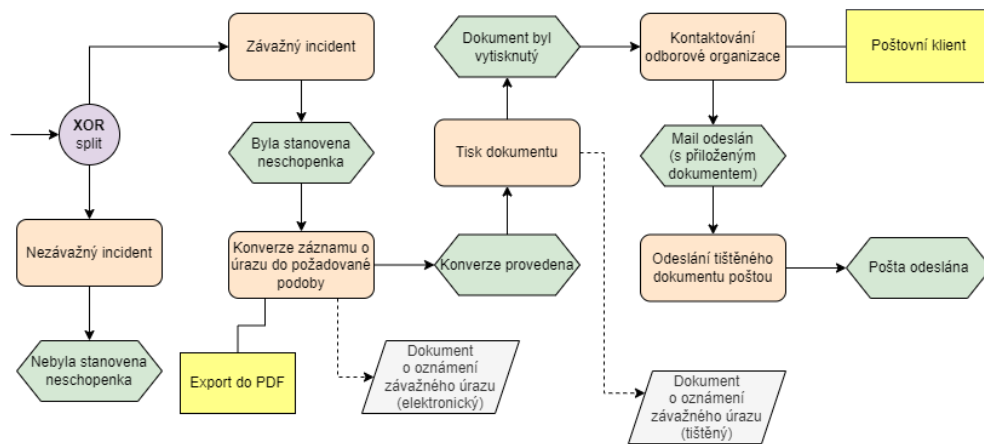 XOR
split
Nezávažný incident
Nebyla stanovena
neschopenka
Závažný incident
Byla stanovena
neschopenka
Konverze záznamu o
úrazu do požadované
podoby
Export do PDF
Dokument
o oznámení
závažného úrazu
(elektronický)
Konverze provedena
Tisk dokumentu
Dokument
o oznámení
závažného úrazu
(tištěný)
Dokument byl
vytisknutý
Kontaktování
odborové organizace
Poštovní klient
Mail odeslán
(s přiloženým
dokumentem)
Odeslání tištěného
dokumentu poštou
Pošta odeslána